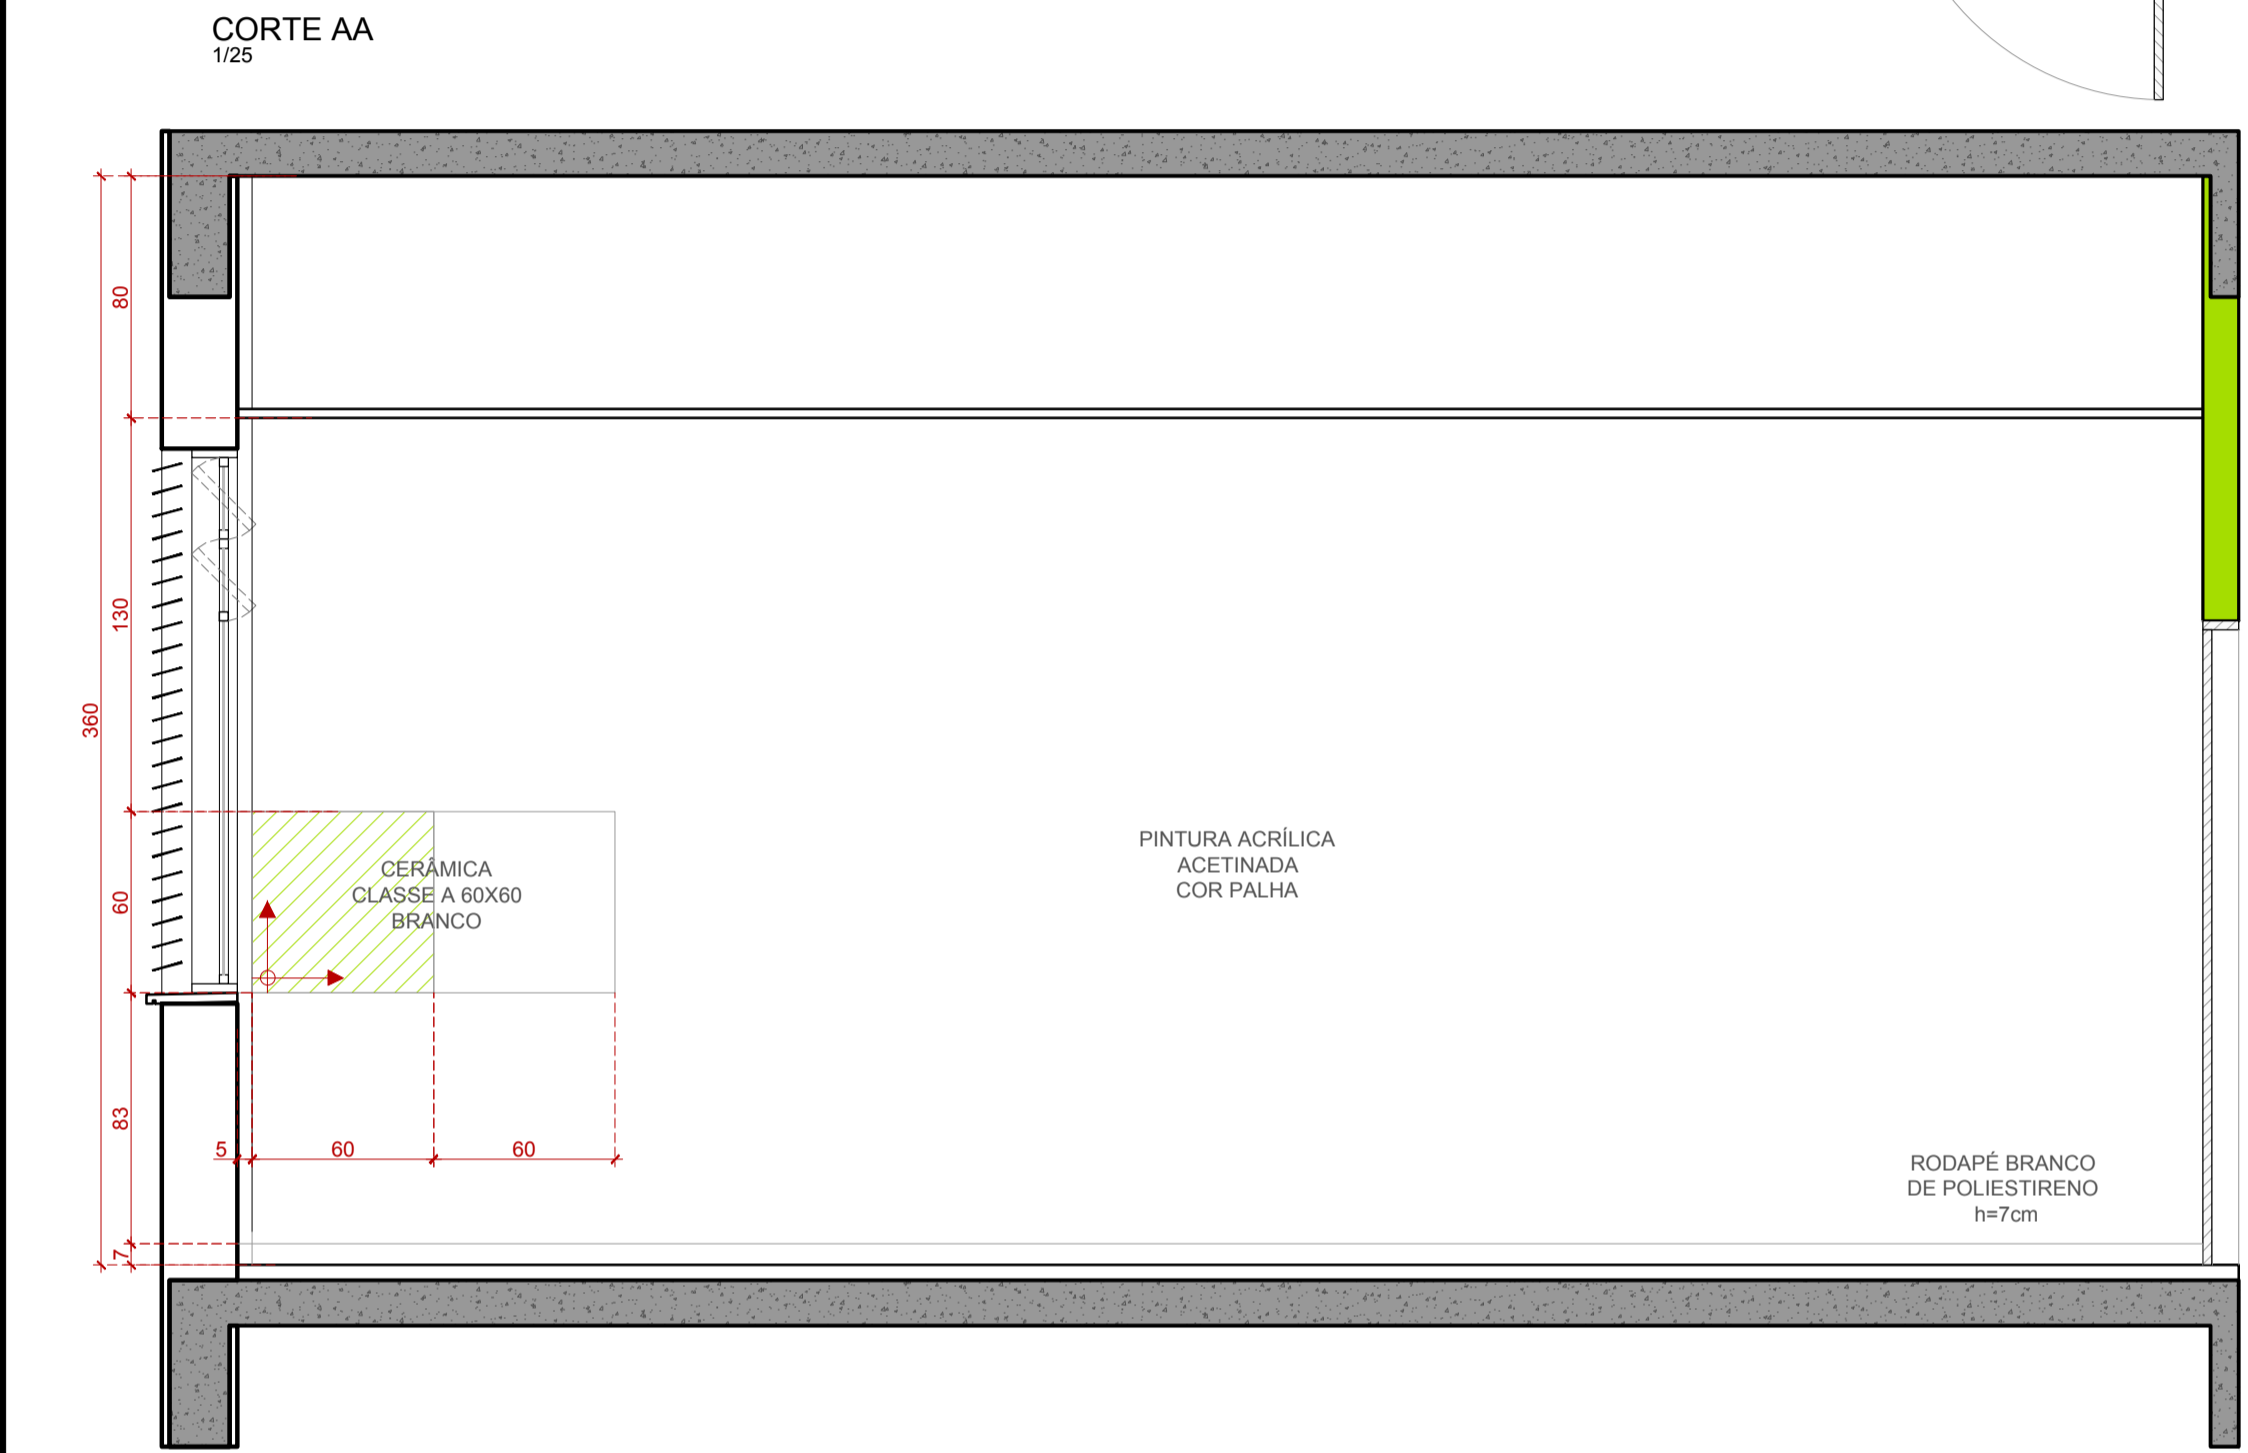 CORTE AA
1/25
80
130
360
60
83
7
CERÂMICA
CLASSE A 60X60
BRANCO
PINTURA ACRÍLICA
ACETINADA
COR PALHA
5
60
60
RODAPÉ BRANCO
DE POLIESTIRENO
h=7cm